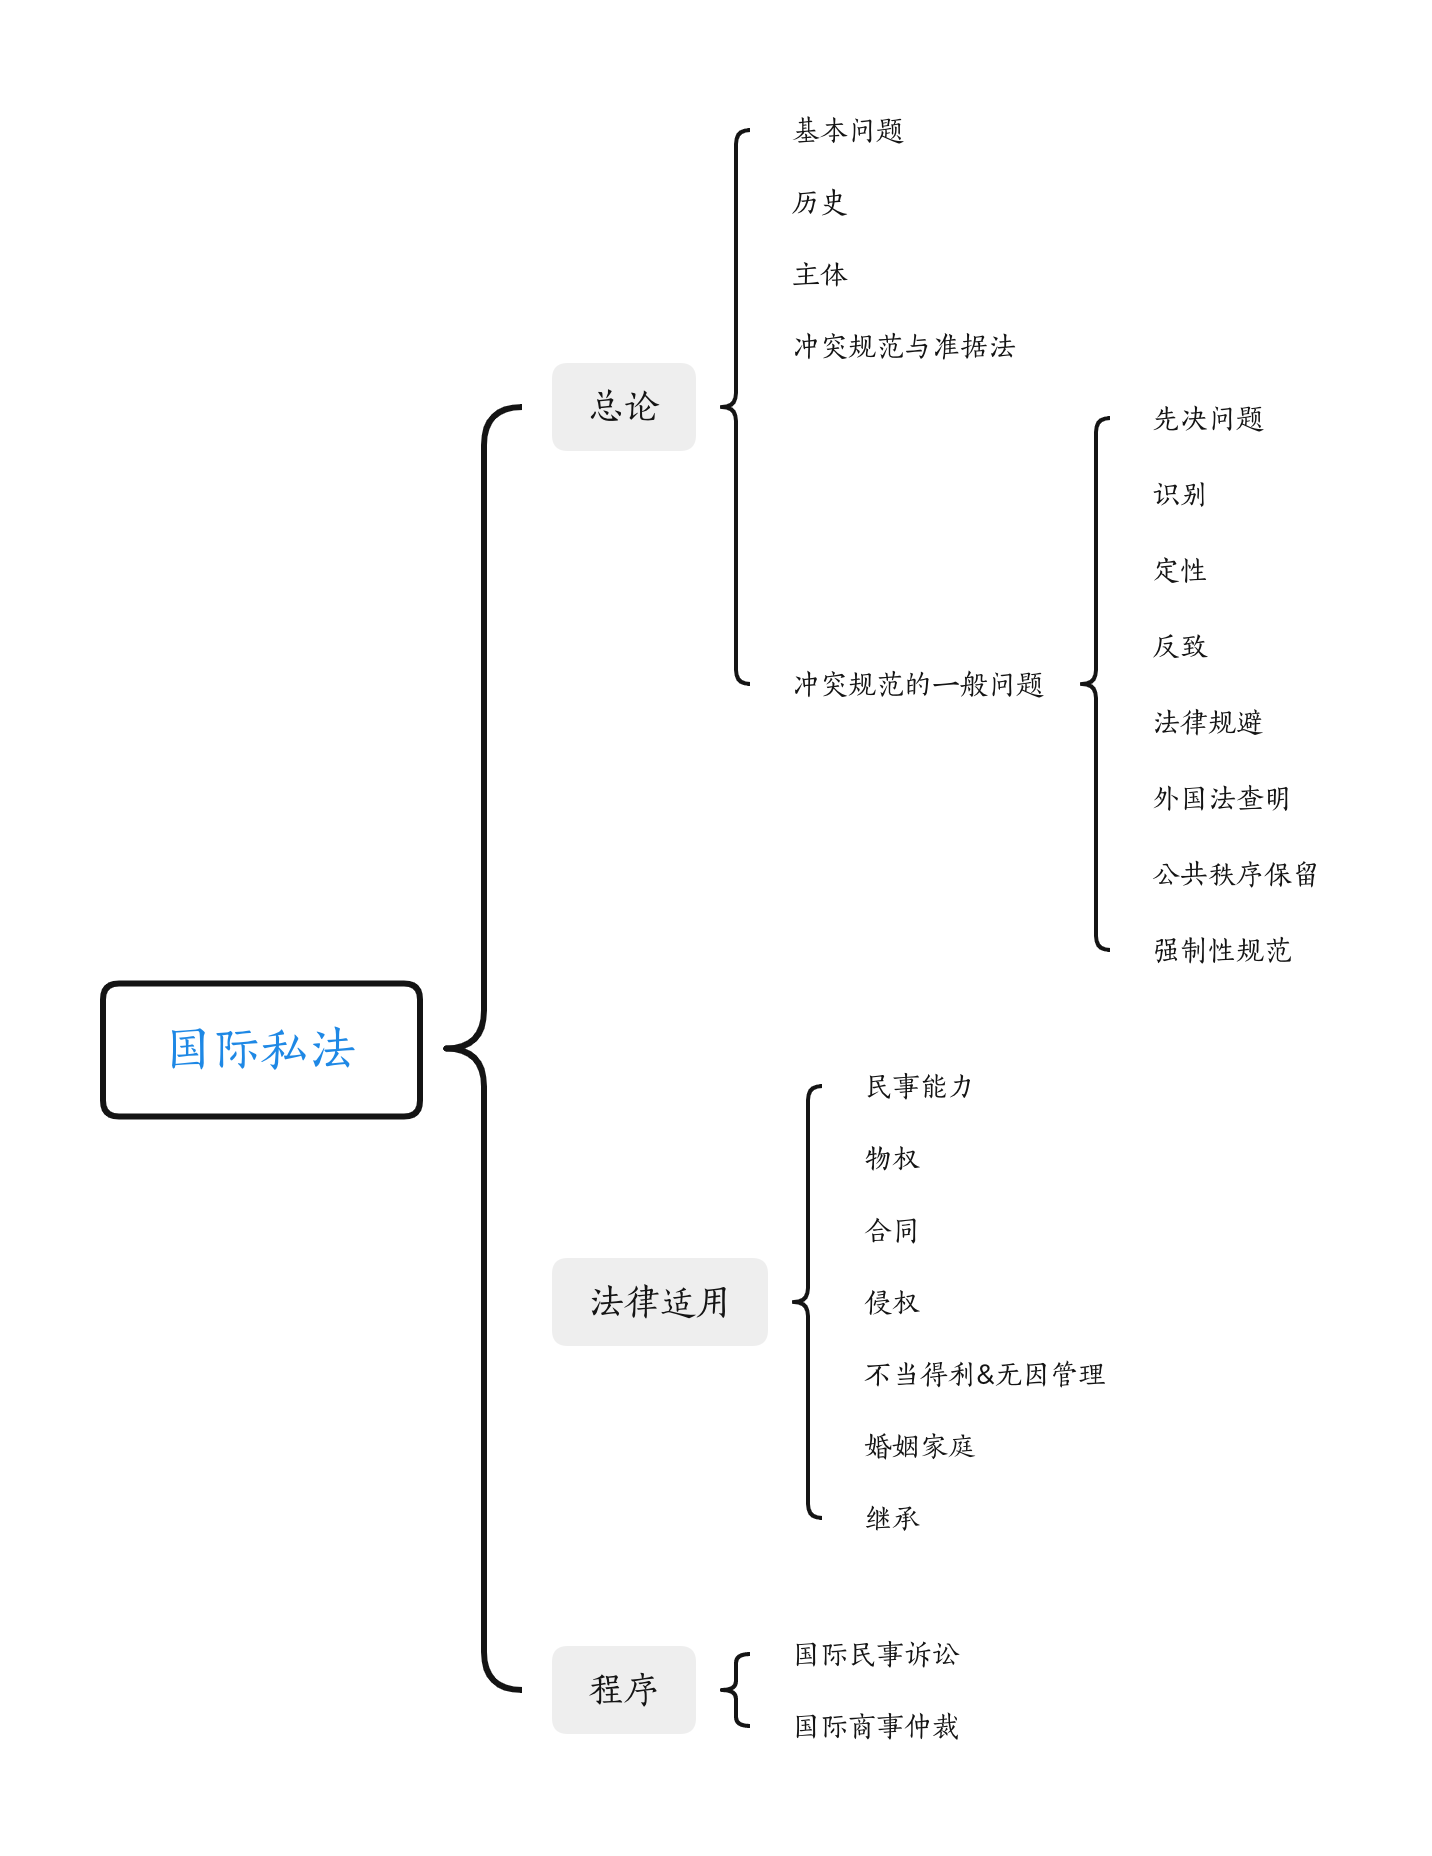 国际私法
总论
基本问题
历史
主体
冲突规范与准据法
冲突规范的一般问题
先决问题
识别
定性
反致
法律规避
外国法查明
公共秩序保留
强制性规范
法律适用
民事能力
物权
合同
侵权
不当得利&无因管理
婚姻家庭
继承
程序
国际民事诉讼
国际商事仲裁